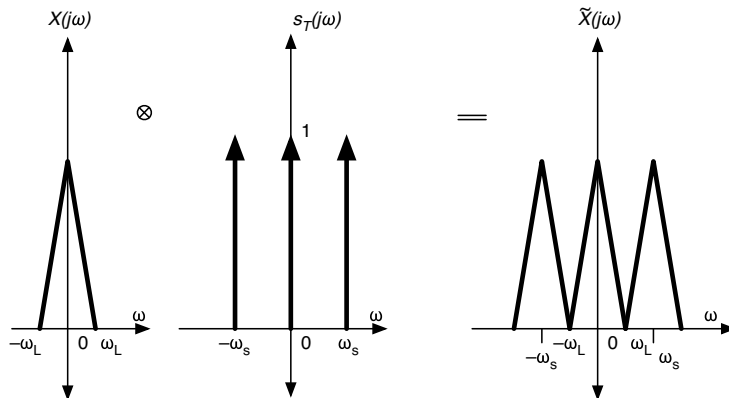 X(jω)
s_T(jω)
X̃(jω)
⊗
1
=
ω
ω
ω
−ω_L 0 ω_L
−ω_s 0 ω_s
−ω_s −ω_L 0 ω_L ω_s